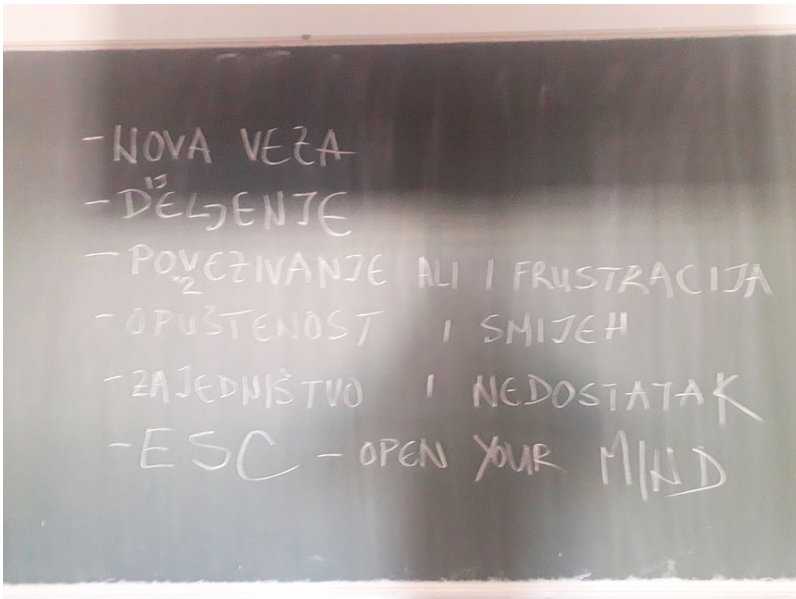 - NOVA VEZA
- DIJELJENJE
- POVEZIVANJE ALI I FRUSTRACIJA
- OPUŠTENOST I SMIJEH
- ZAJEDNIŠTVO I NEDOSTATAK
- ESC - OPEN YOUR MIND